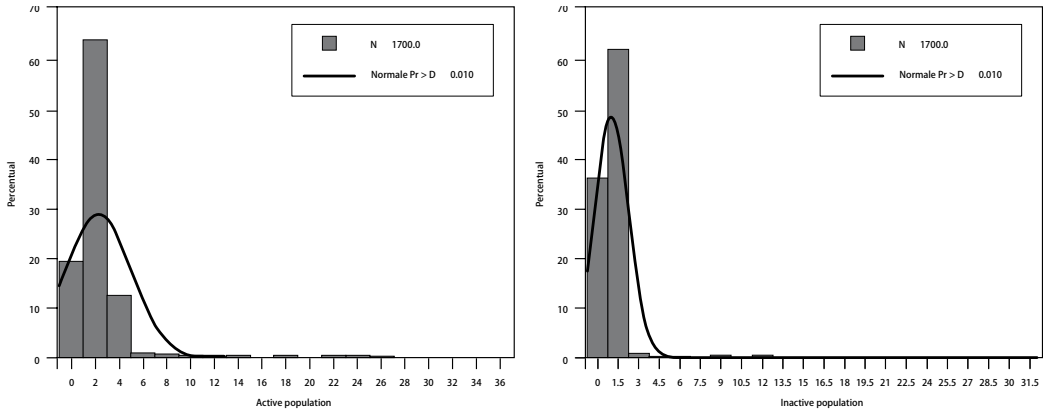 70
60
50
40
30
20
10
0
Percentual
N 1700.0
Normale Pr > D 0.010
0 2 4 6 8 10 12 14 16 18 20 22 24 26 28 30 32 34 36
Active population
70
60
50
40
30
20
10
0
Percentual
N 1700.0
Normale Pr > D 0.010
0 1.5 3 4.5 6 7.5 9 10.5 12 13.5 15 16.5 18 19.5 21 22.5 24 25.5 27 28.5 30 31.5
Inactive population